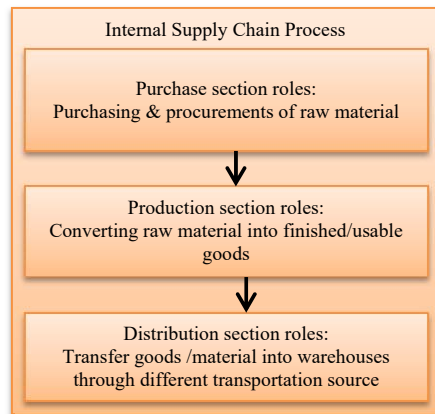 Internal Supply Chain Process
Purchase section roles:
Purchasing & procurements of raw material
Production section roles:
Converting raw material into finished/usable
goods
Distribution section roles:
Transfer goods /material into warehouses
through different transportation source